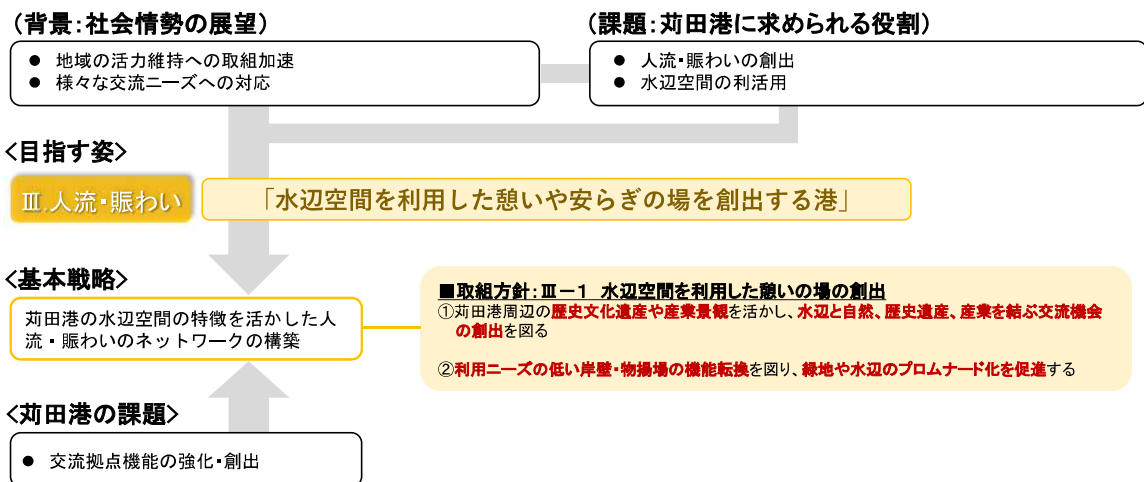 (背景:社会情勢の展望)
● 地域の活力維持への取組加速
● 様々な交流ニーズへの対応
(課題:苅田港に求められる役割)
● 人流・賑わいの創出
● 水辺空間の利活用
<目指す姿>
Ⅲ.人流・賑わい
「水辺空間を利用した憩いや安らぎの場を創出する港」
<基本戦略>
苅田港の水辺空間の特徴を活かした人
流・賑わいのネットワークの構築
■取組方針:Ⅲ-1 水辺空間を利用した憩いの場の創出
①苅田港周辺の歴史文化遺産や産業景観を活かし、水辺と自然、歴史遺産、産業を結ぶ交流機会
の創出を図る
②利用ニーズの低い岸壁・物揚場の機能転換を図り、緑地や水辺のプロムナード化を促進する
<苅田港の課題>
● 交流拠点機能の強化・創出